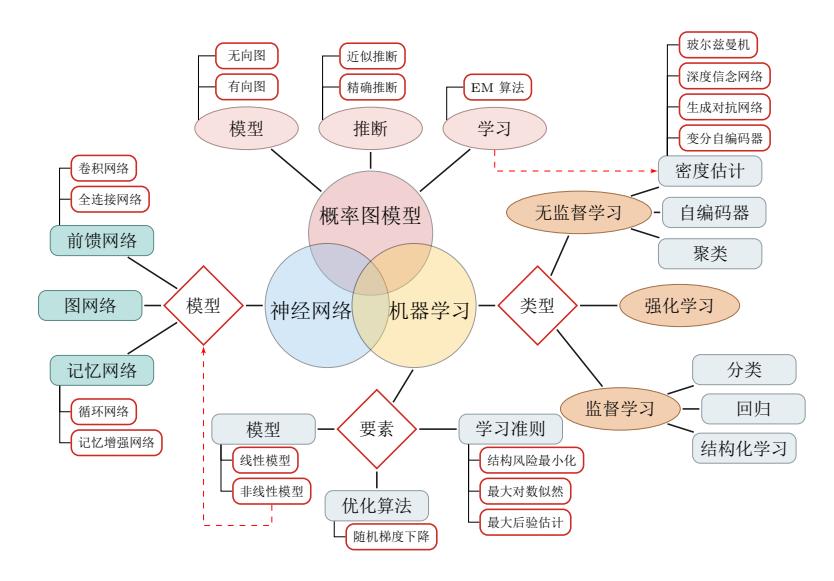 无向图
有向图
模型
近似推断
精确推断
推断
EM 算法
学习
玻尔兹曼机
深度信念网络
生成对抗网络
变分自编码器
密度估计
卷积网络
全连接网络
前馈网络
概率图模型
无监督学习
自编码器
聚类
图网络
模型
神经网络
机器学习
类型
强化学习
记忆网络
循环网络
记忆增强网络
分类
监督学习
回归
结构化学习
模型
线性模型
非线性模型
要素
学习准则
结构风险最小化
最大对数似然
最大后验估计
优化算法
随机梯度下降